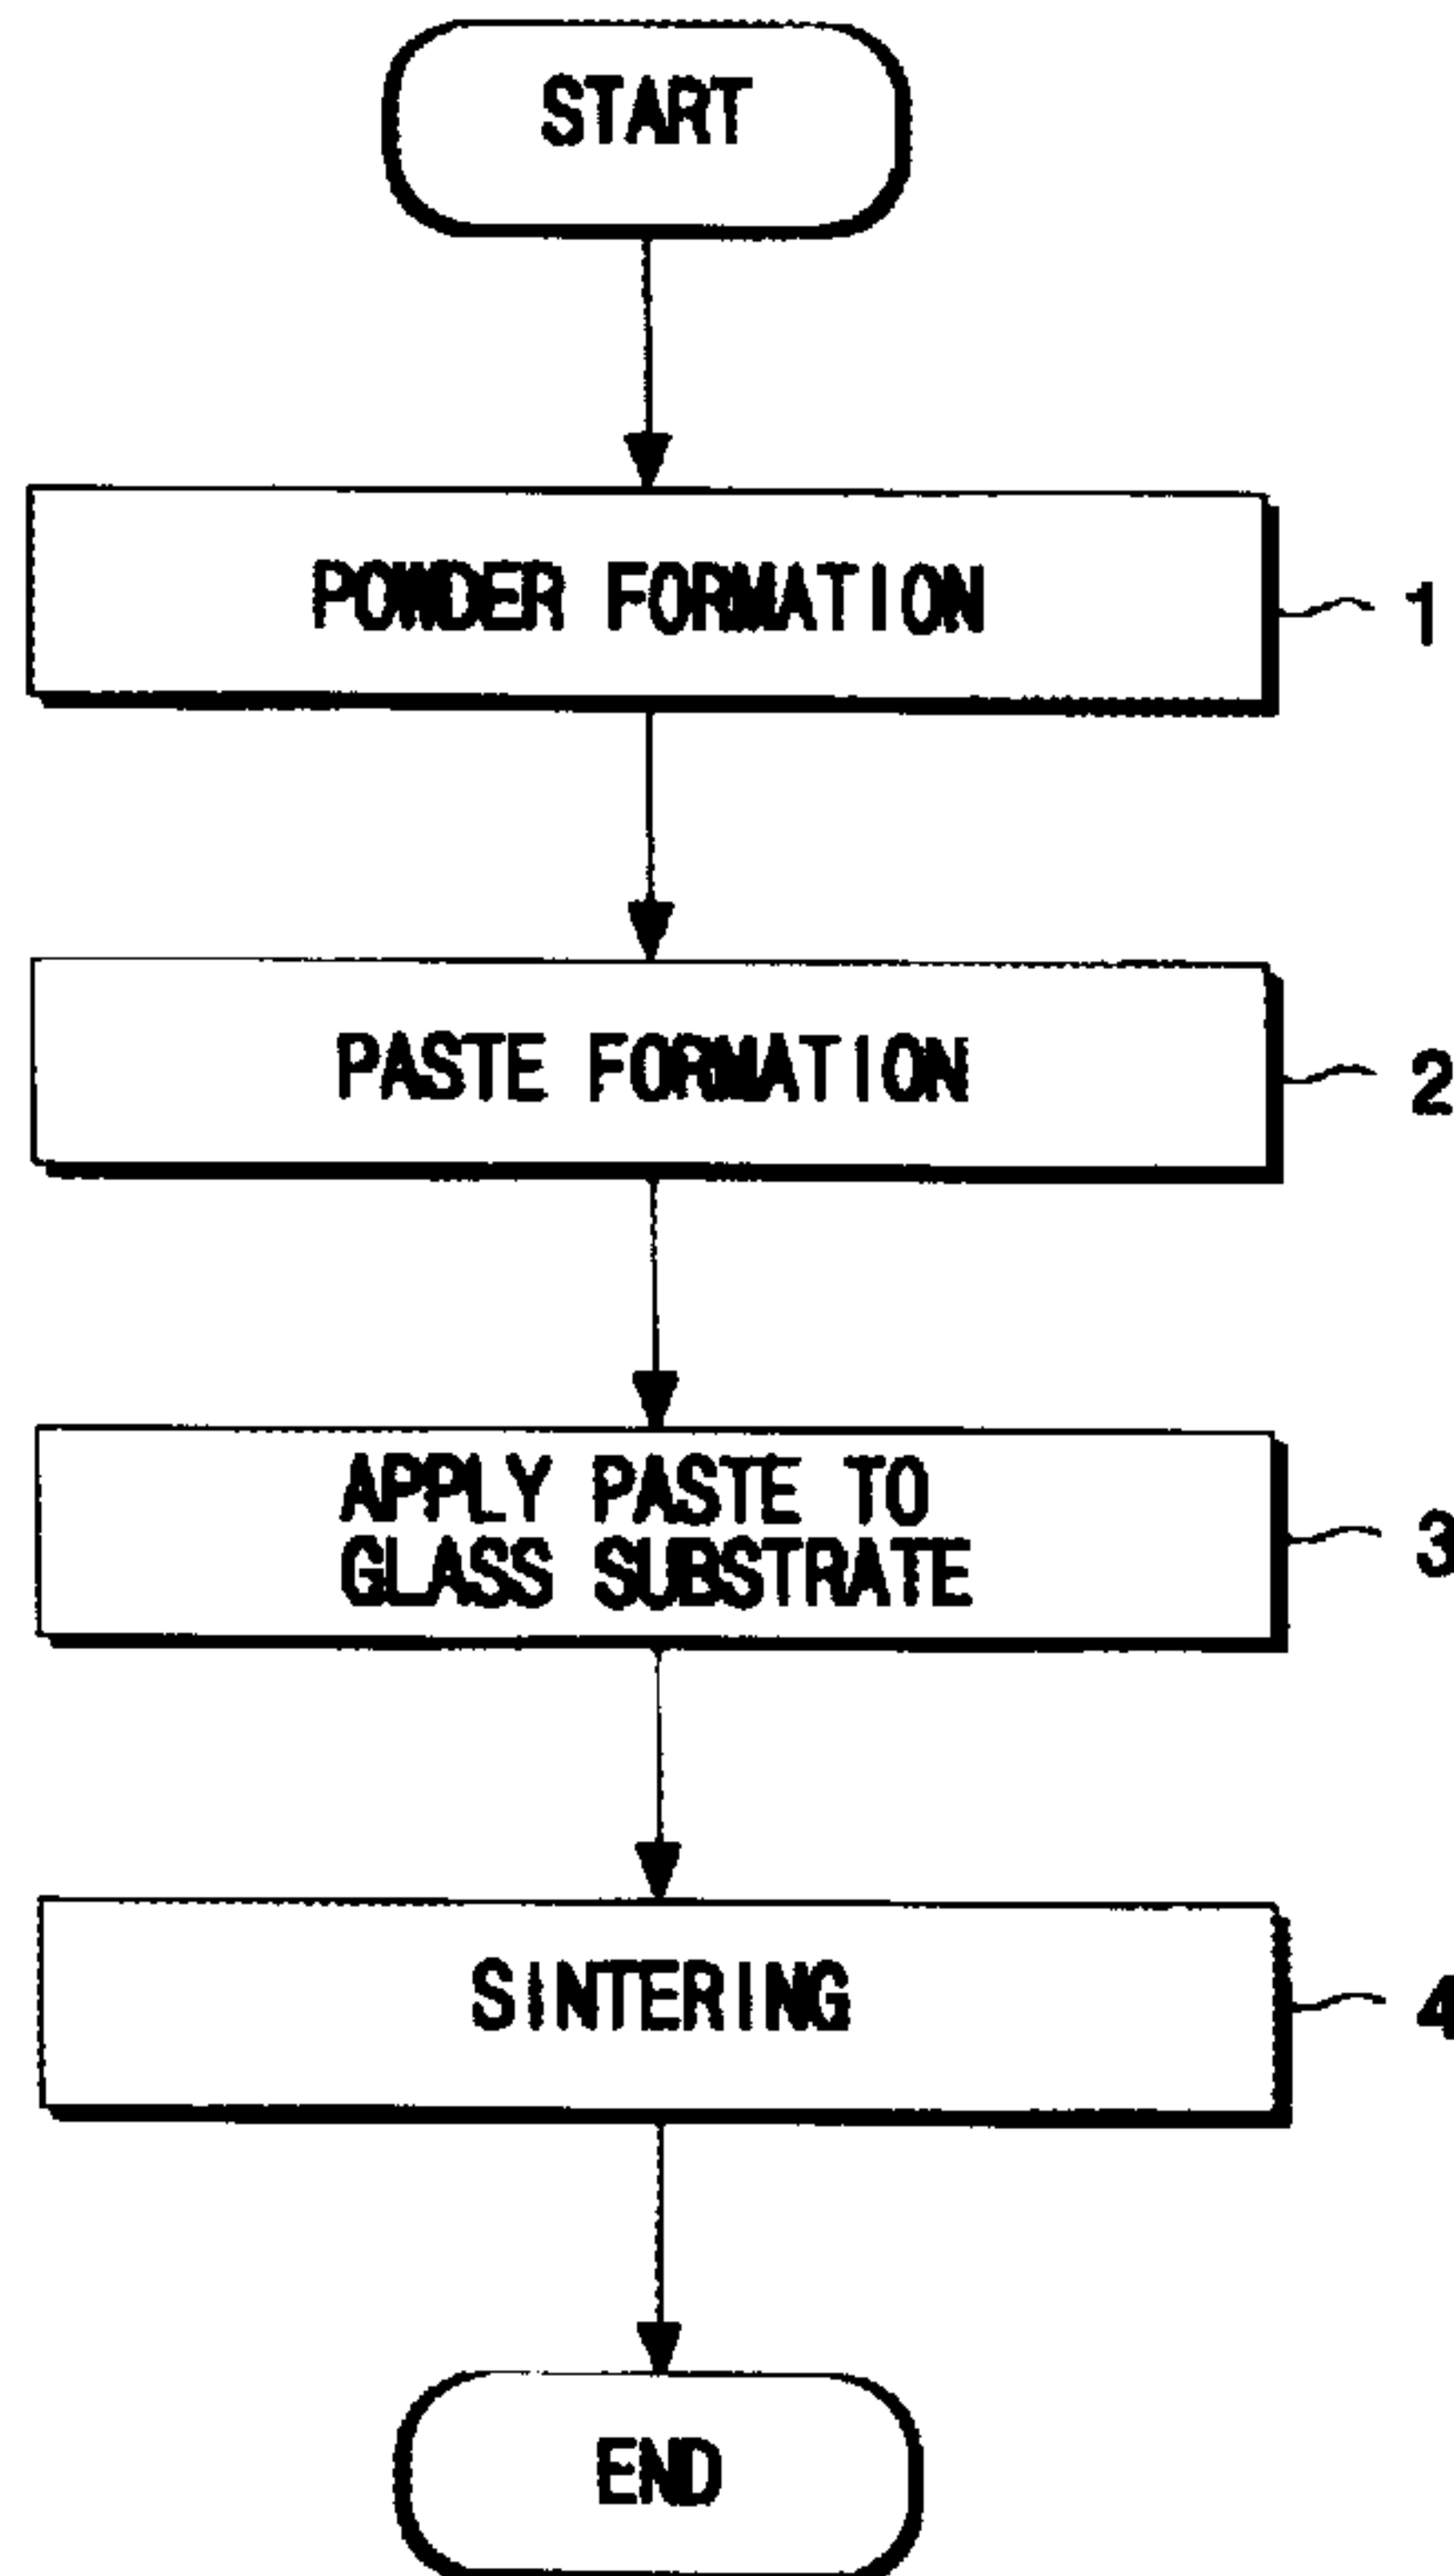 START
POWDER FORMATION
1
PASTE FORMATION
2
APPLY PASTE TO
GLASS SUBSTRATE
3
SINTERING
4
END